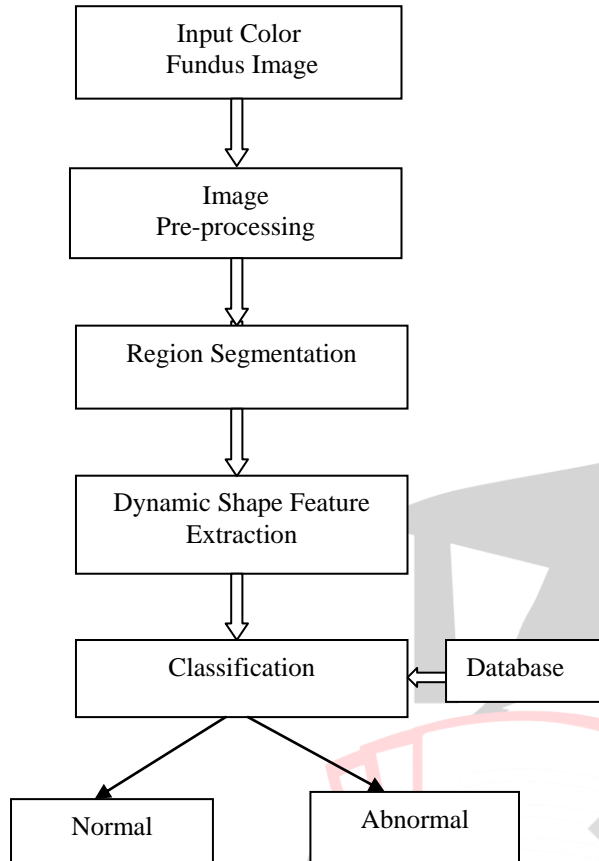 Input Color
Fundus Image
Image
Pre-processing
Region Segmentation
Dynamic Shape Feature
Extraction
Classification
Database
Normal
Abnormal